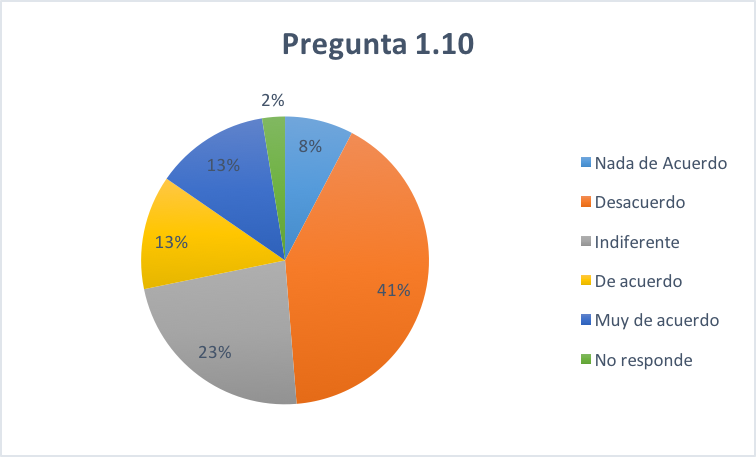 Pregunta 1.10
2%
8%
13%
13%
41%
23%
Nada de Acuerdo
Desacuerdo
Indiferente
De acuerdo
Muy de acuerdo
No responde